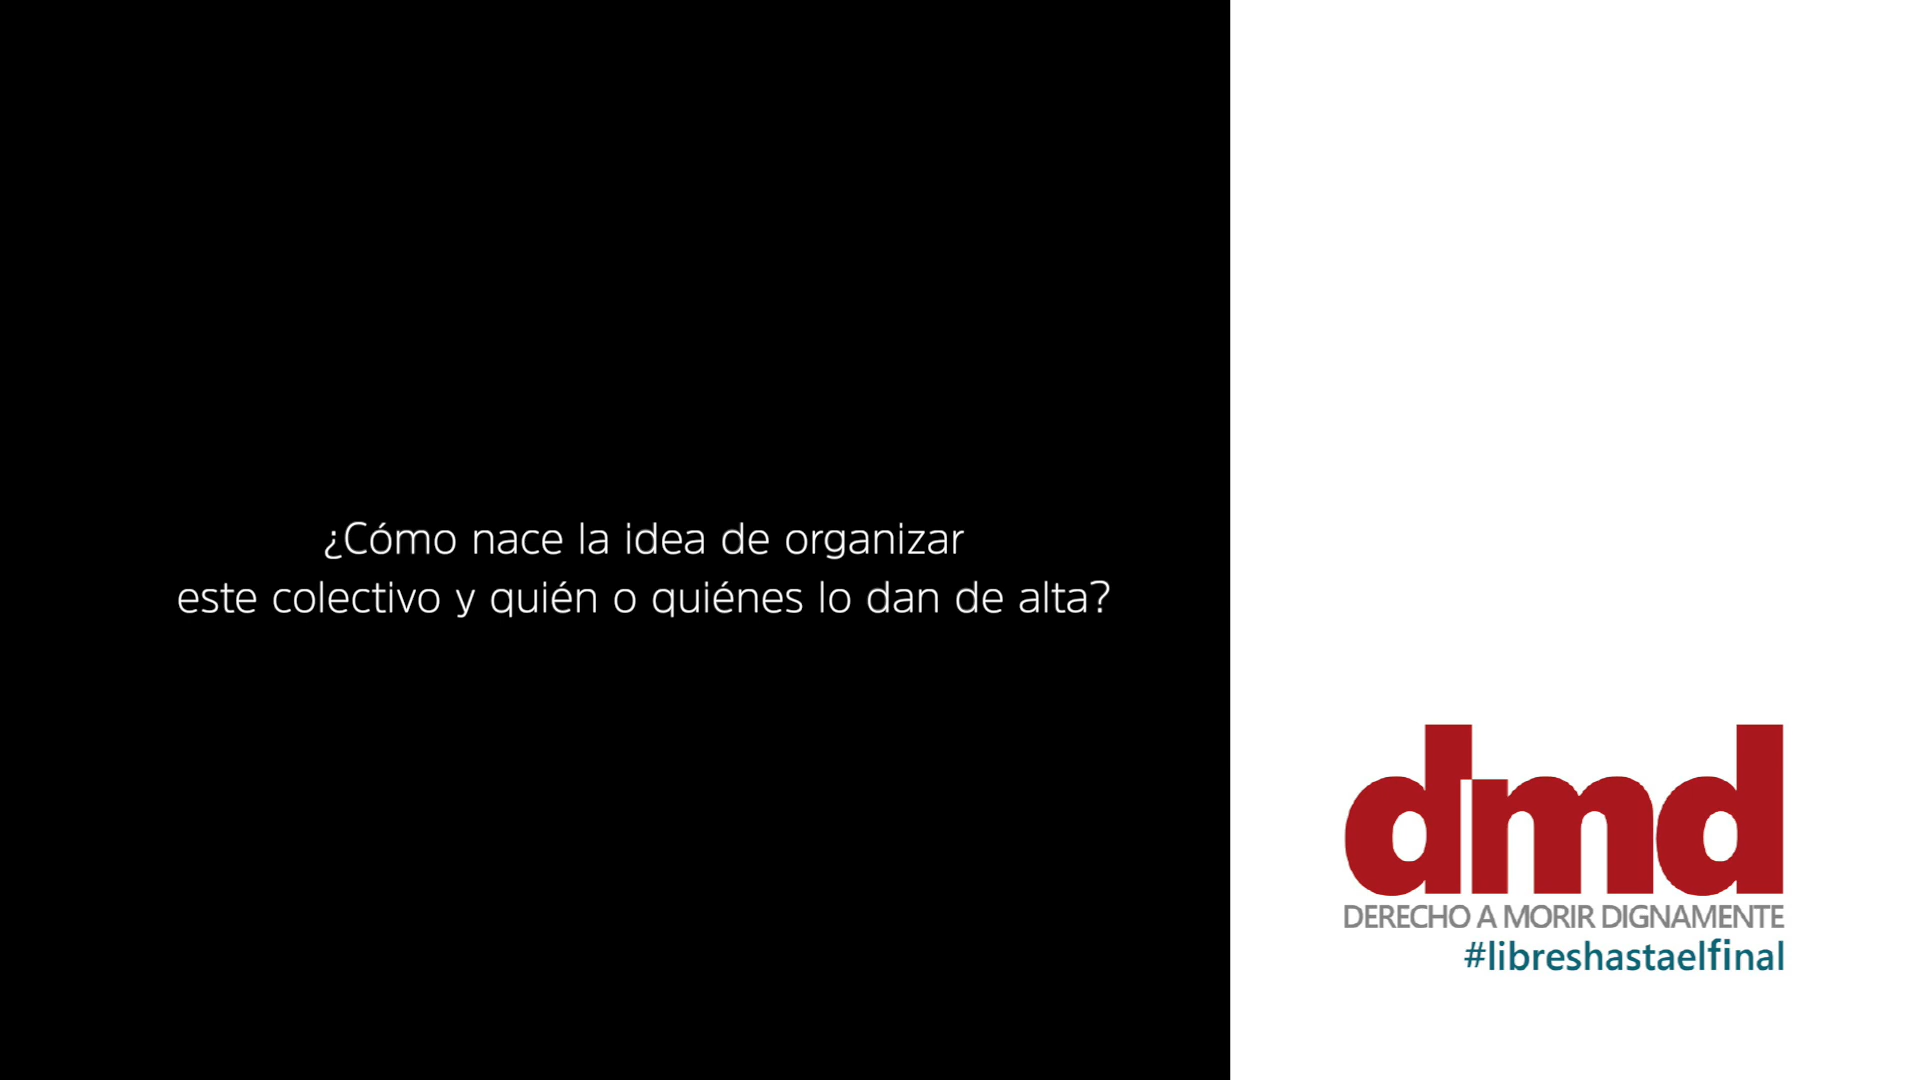 ¿Cómo nace la idea de organizar
este colectivo y quién o quiénes lo dan de alta?
dmd
DERECHO A MORIR DIGNAMENTE
#libreshastaelfinal